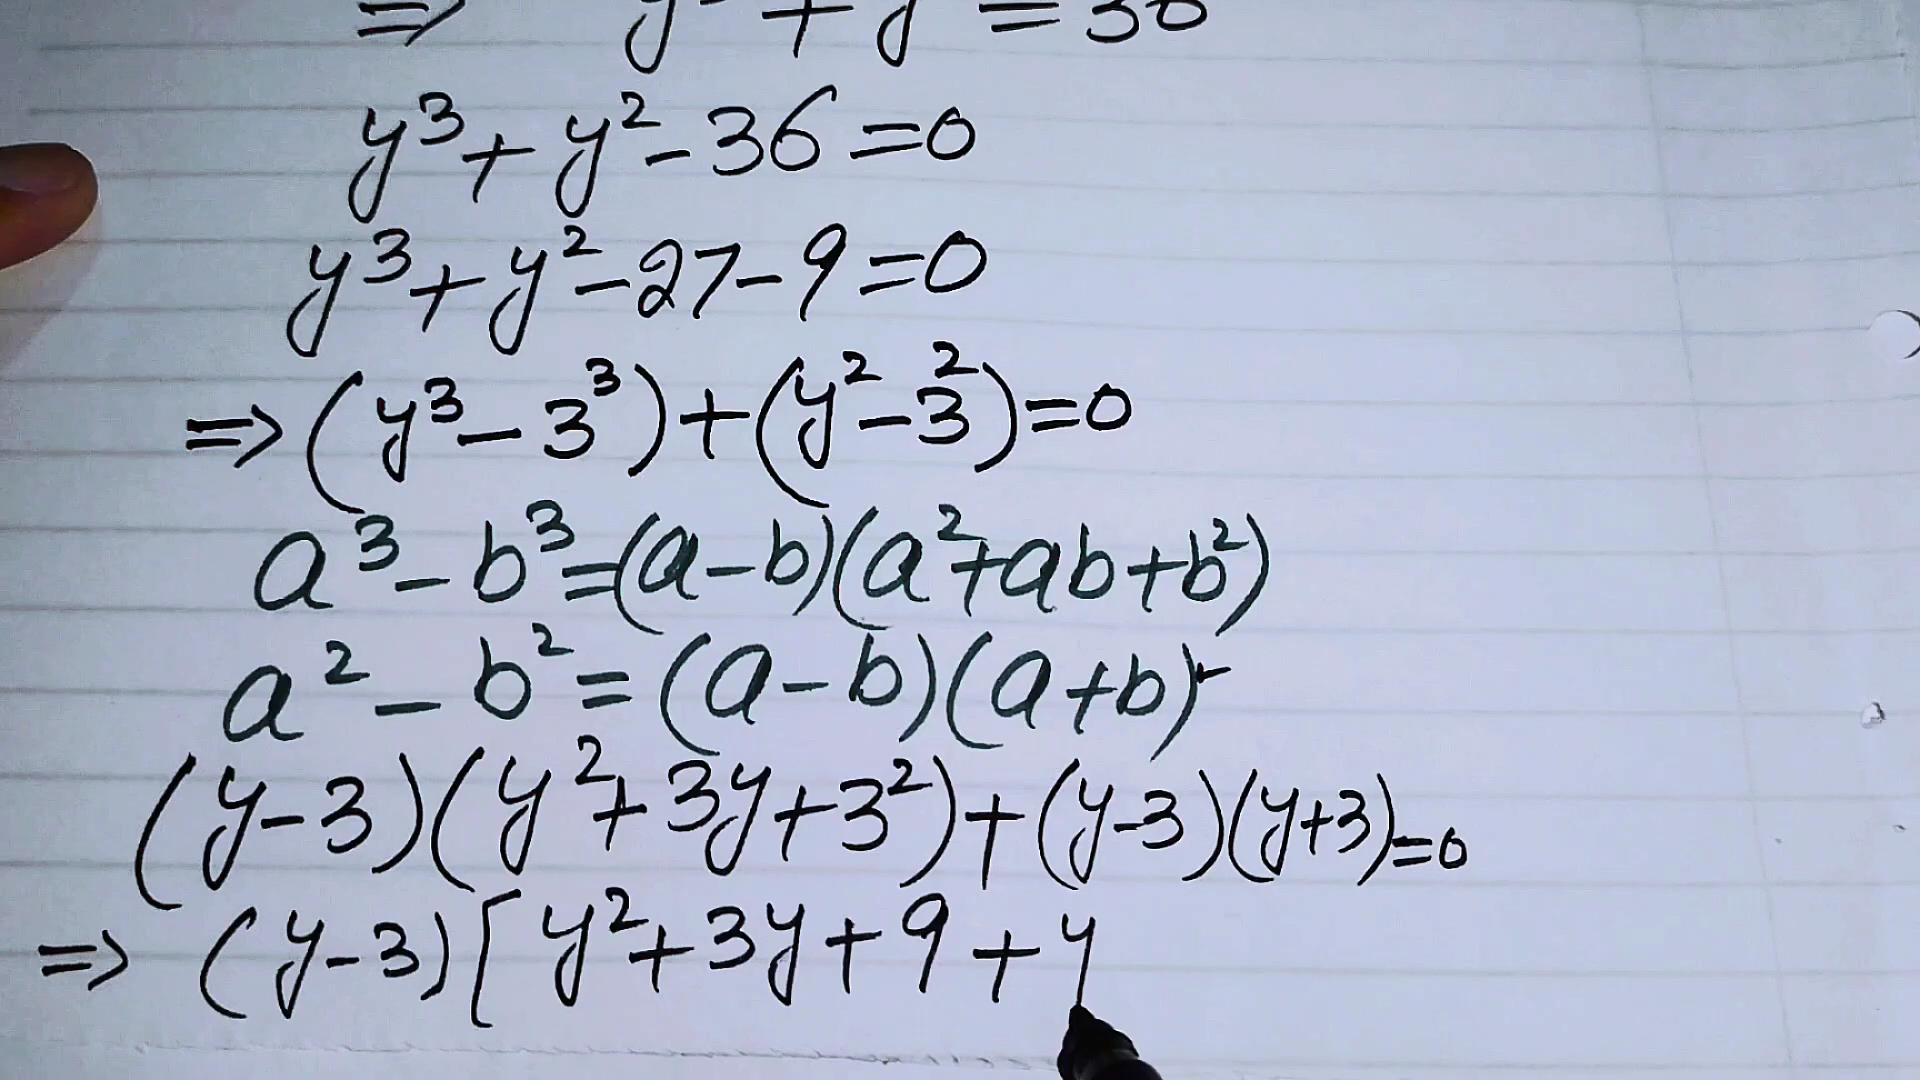 ⇒ y + y = 36
y³ + y² - 36 = 0
y³ + y² - 27 - 9 = 0
⇒ (y³ - 3³) + (y² - 3²) = 0
a³ - b³ = (a - b)(a² + ab + b²)
a² - b² = (a - b)(a + b)
(y - 3)(y² + 3y + 3²) + (y - 3)(y + 3) = 0
⇒ (y - 3)[y² + 3y + 9 + y